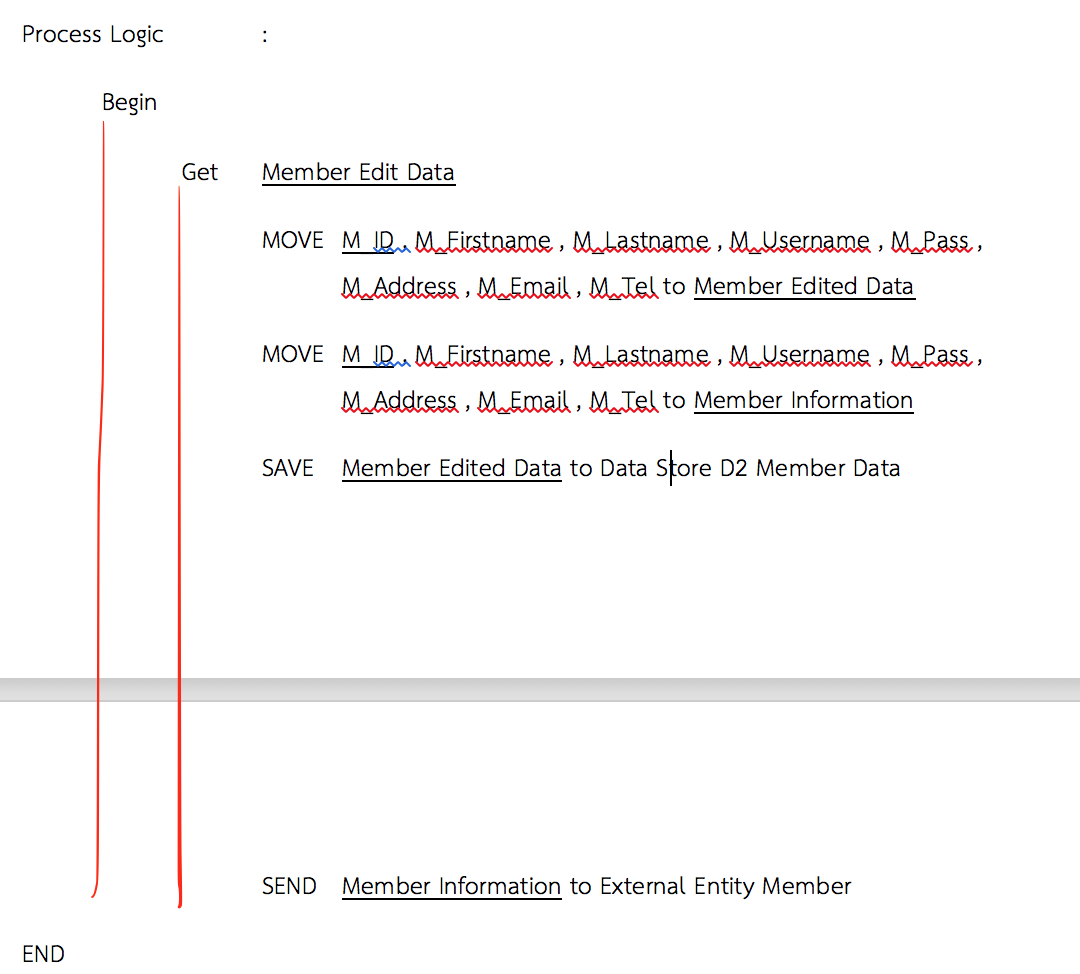 Process Logic :
Begin
Get Member Edit Data
MOVE M_ID , M_Firstname , M_Lastname , M_Username , M_Pass ,
M_Address , M_Email , M_Tel to Member Edited Data
MOVE M_ID , M_Firstname , M_Lastname , M_Username , M_Pass ,
M_Address , M_Email , M_Tel to Member Information
SAVE Member Edited Data to Data Store D2 Member Data
SEND Member Information to External Entity Member
END